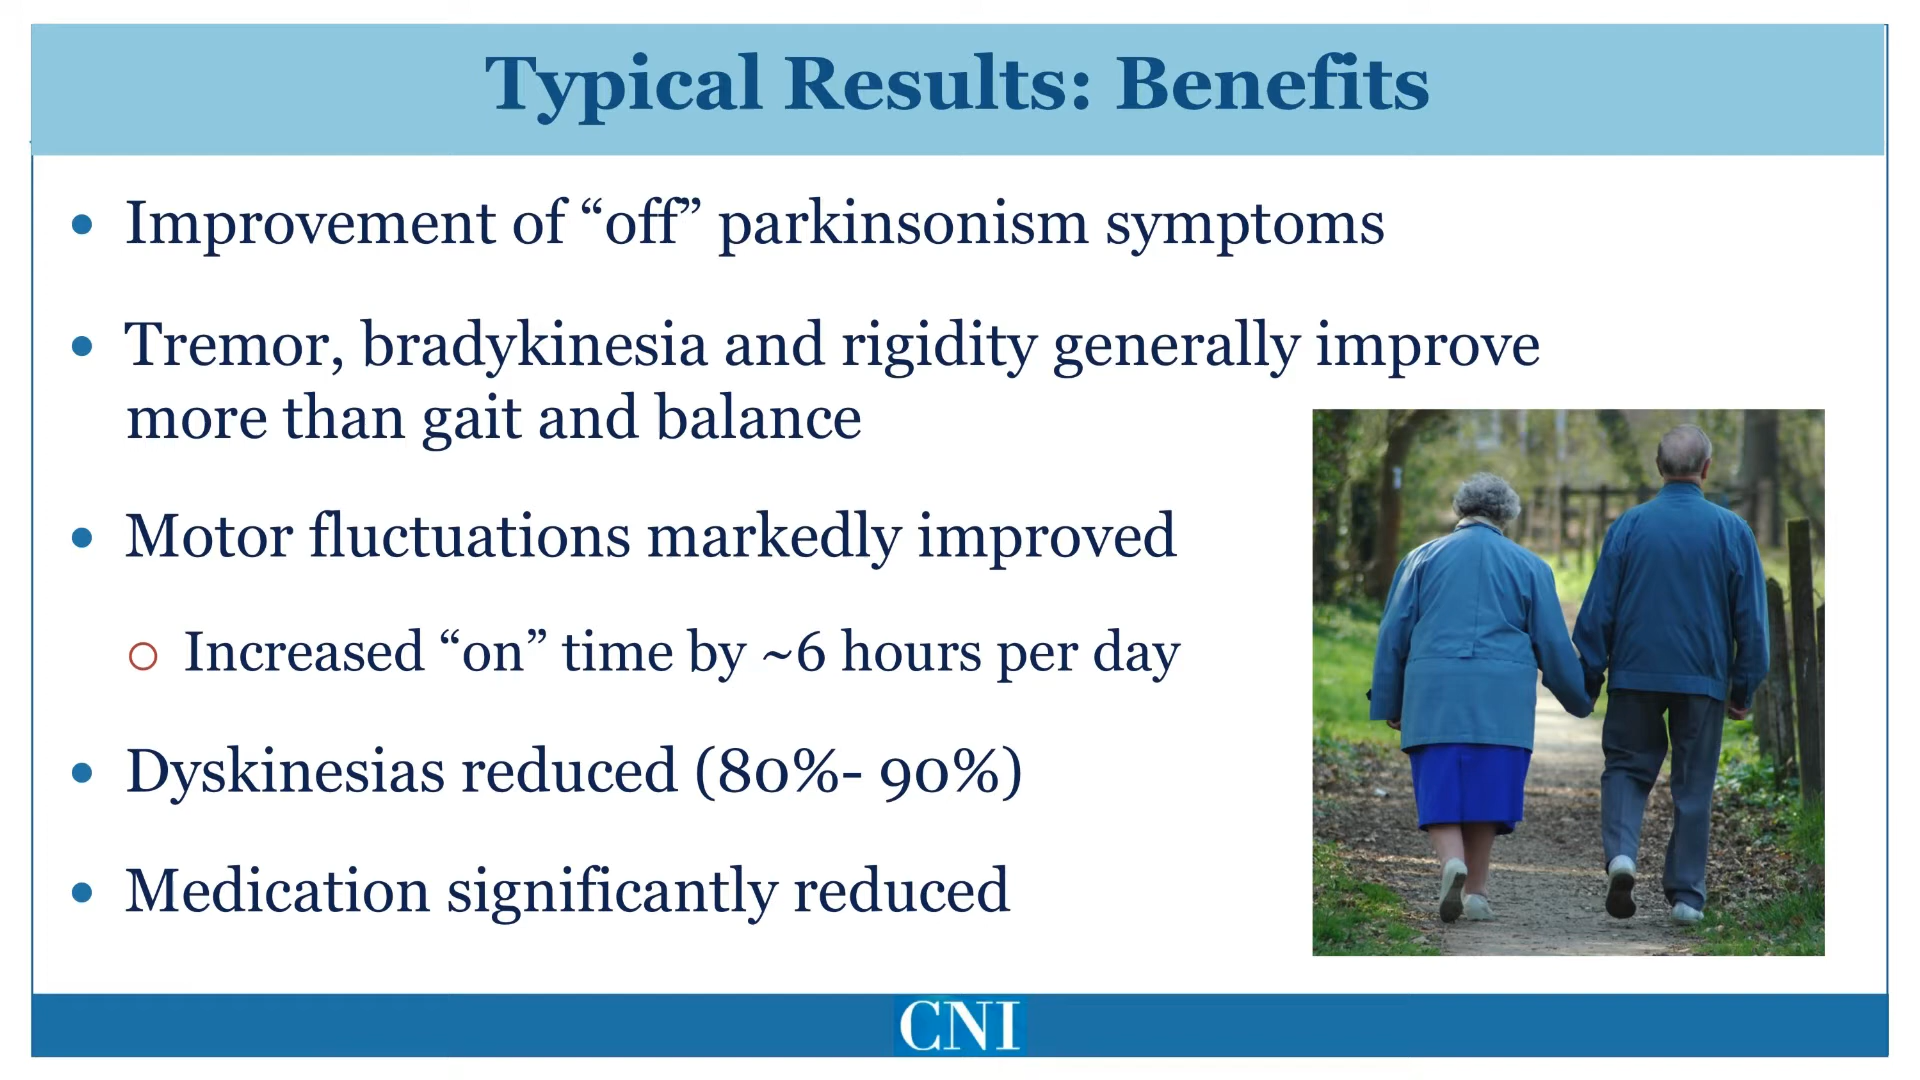 Typical Results: Benefits
• Improvement of “off” parkinsonism symptoms
• Tremor, bradykinesia and rigidity generally improve
more than gait and balance
• Motor fluctuations markedly improved
○ Increased “on” time by ~6 hours per day
• Dyskinesias reduced (80%- 90%)
• Medication significantly reduced
CNI